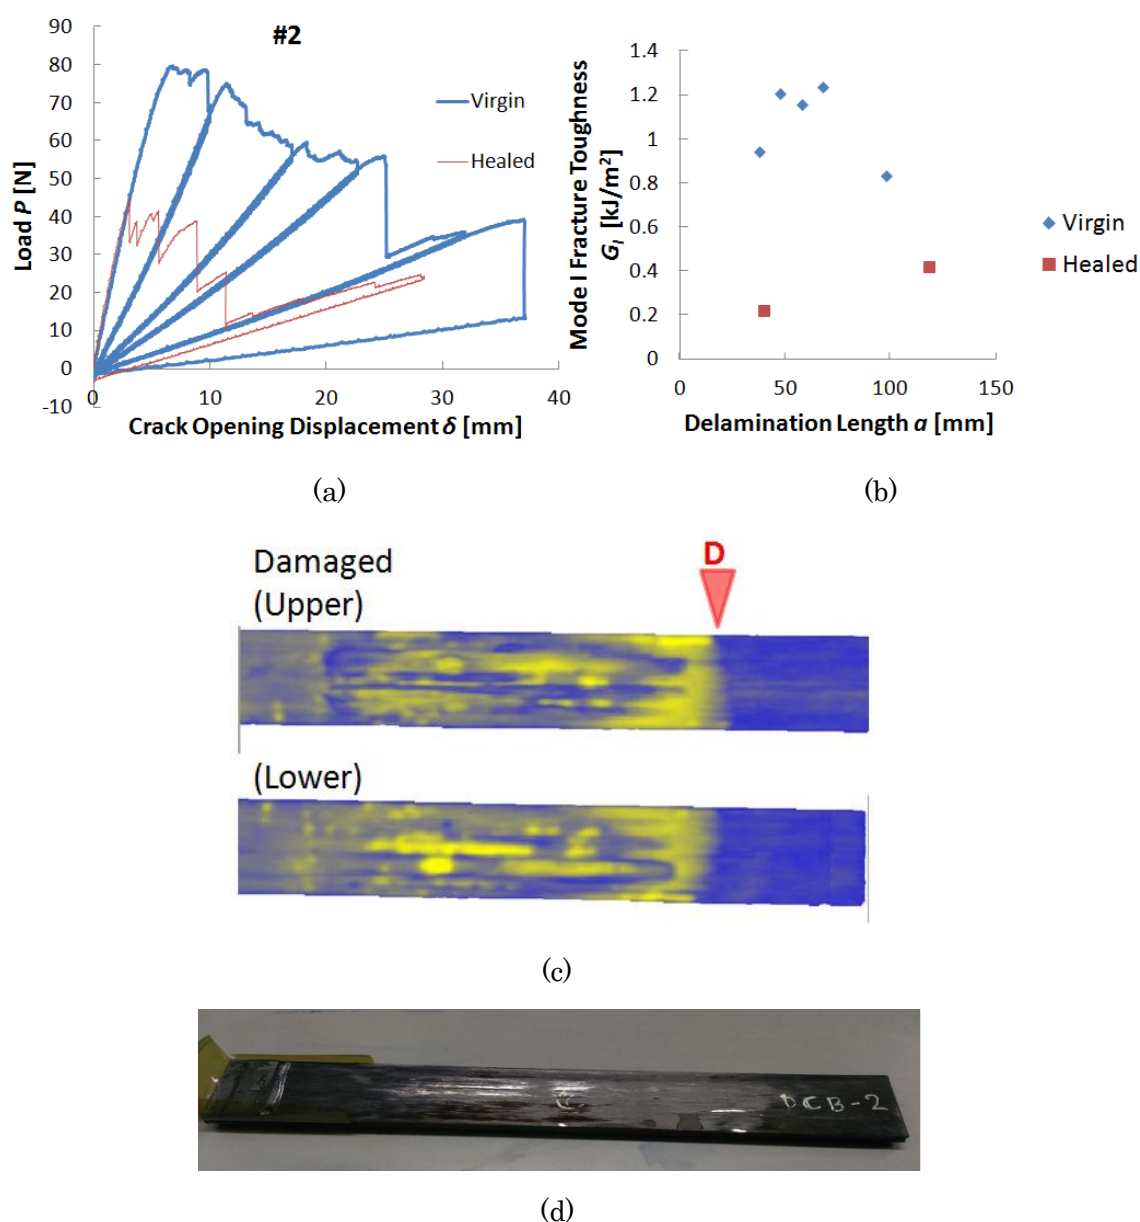 #2
90
80
70
60
50
40
30
20
10
0
-10
Load P [N]
0 10 20 30 40
Crack Opening Displacement δ [mm]
Virgin
Healed
(a)
1.4
1.2
1
0.8
0.6
0.4
0.2
0
Mode I Fracture Toughness
G_I [kJ/m²]
0 50 100 150
Delamination Length a [mm]
Virgin
Healed
(b)
Damaged
(Upper)
D
(Lower)
(c)
DCB-2
(d)